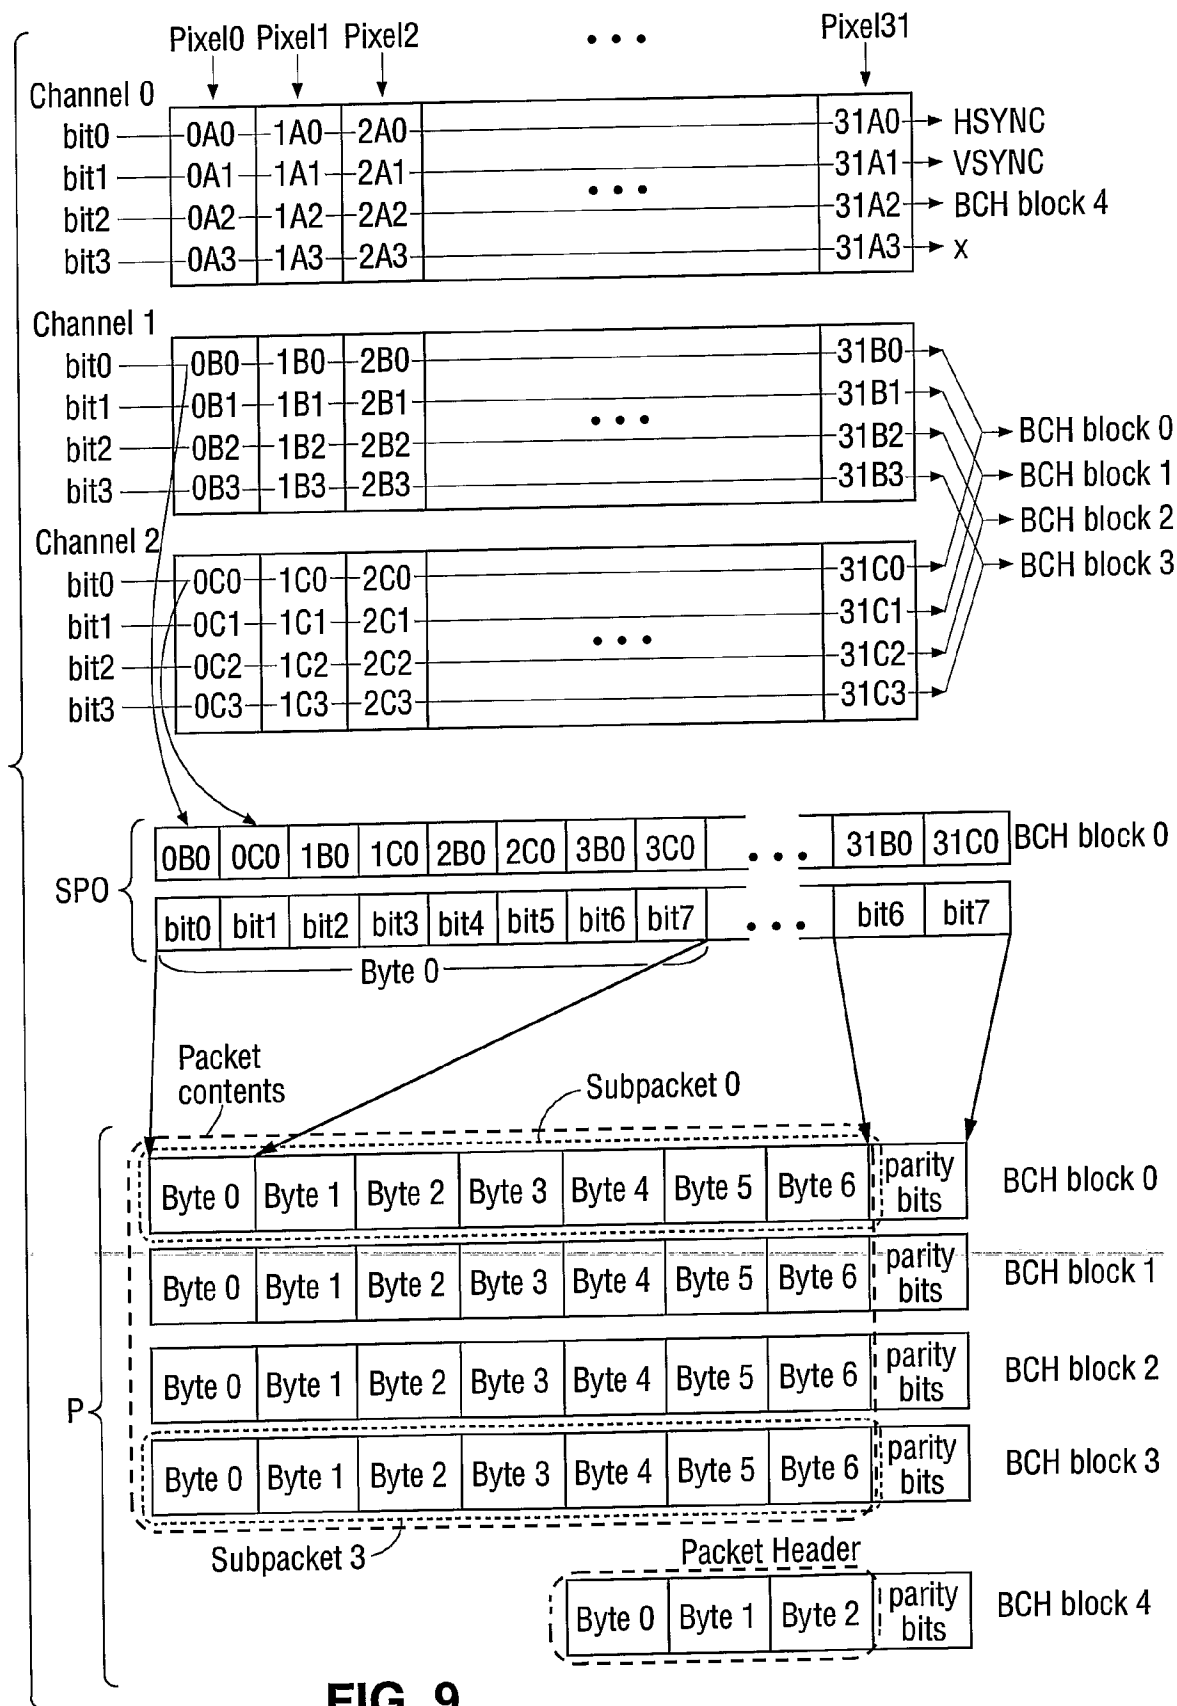 Pixel0 Pixel1 Pixel2 • • • Pixel31
Channel 0
bit0 0A0 1A0 2A0 31A0 HSYNC
bit1 0A1 1A1 2A1 31A1 VSYNC
• • •
bit2 0A2 1A2 2A2 31A2 BCH block 4
bit3 0A3 1A3 2A3 31A3 x
Channel 1
bit0 0B0 1B0 2B0 31B0
bit1 0B1 1B1 2B1 31B1
• • •
bit2 0B2 1B2 2B2 31B2
bit3 0B3 1B3 2B3 31B3
BCH block 0
BCH block 1
BCH block 2
BCH block 3
Channel 2
bit0 0C0 1C0 2C0 31C0
bit1 0C1 1C1 2C1 31C1
• • •
bit2 0C2 1C2 2C2 31C2
bit3 0C3 1C3 2C3 31C3
0B0 0C0 1B0 1C0 2B0 2C0 3B0 3C0 • • • 31B0 31C0 BCH block 0
SPO
bit0 bit1 bit2 bit3 bit4 bit5 bit6 bit7 • • • bit6 bit7
Byte 0
Packet
contents
Subpacket 0
Byte 0 Byte 1 Byte 2 Byte 3 Byte 4 Byte 5 Byte 6 parity bits BCH block 0
Byte 0 Byte 1 Byte 2 Byte 3 Byte 4 Byte 5 Byte 6 parity bits BCH block 1
Byte 0 Byte 1 Byte 2 Byte 3 Byte 4 Byte 5 Byte 6 parity bits BCH block 2
P
Byte 0 Byte 1 Byte 2 Byte 3 Byte 4 Byte 5 Byte 6 parity bits BCH block 3
Subpacket 3
Packet Header
Byte 0 Byte 1 Byte 2 parity bits BCH block 4
FIG. 9